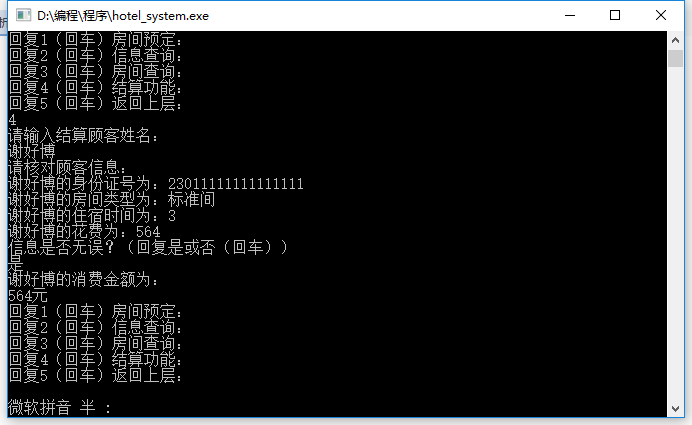 D:\编程\程序\hotel_system.exe
回复1（回车）房间预定：
回复2（回车）信息查询：
回复3（回车）房间查询：
回复4（回车）结算功能：
回复5（回车）返回上层：
4
请输入结算顾客姓名：
谢好博
请核对顾客信息：
谢好博的身份证号为：23011111111111111
谢好博的房间类型为：标准间
谢好博的住宿时间为：3
谢好博的花费为：564
信息是否无误？（回复是或否（回车））
是
谢好博的消费金额为：
564元
回复1（回车）房间预定：
回复2（回车）信息查询：
回复3（回车）房间查询：
回复4（回车）结算功能：
回复5（回车）返回上层：
微软拼音 半 :